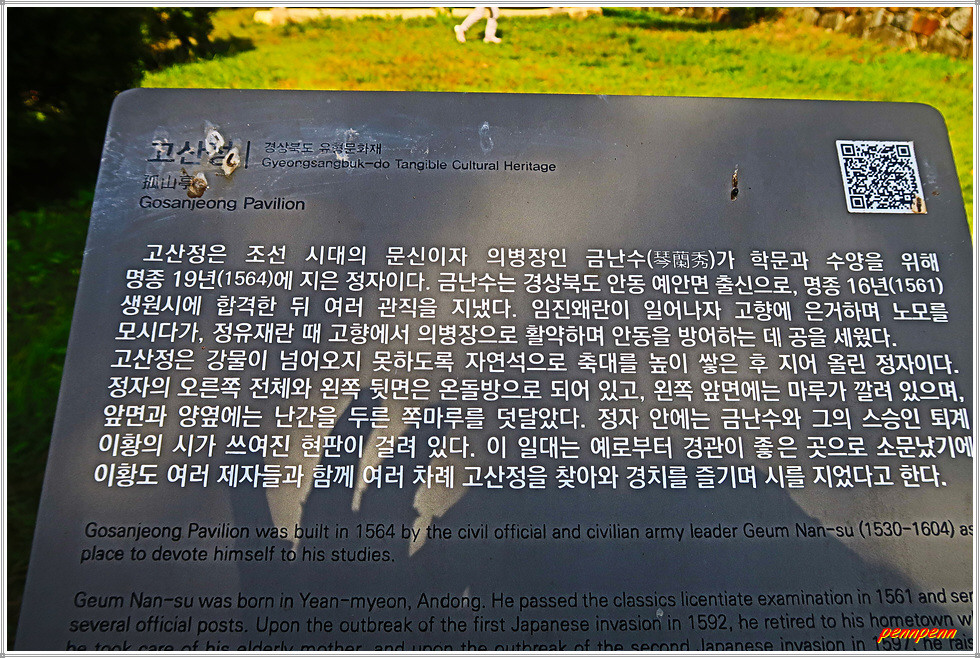 고산정
경상북도 유형문화재
Gyeongsangbuk-do Tangible Cultural Heritage
孤山亭
Gosanjeong Pavilion
고산정은 조선 시대의 문신이자 의병장인 금난수(琴蘭秀)가 학문과 수양을 위해
명종 19년(1564)에 지은 정자이다. 금난수는 경상북도 안동 예안면 출신으로, 명종 16년(1561)
생원시에 합격한 뒤 여러 관직을 지냈다. 임진왜란이 일어나자 고향에 은거하며 노모를
모시다가, 정유재란 때 고향에서 의병장으로 활약하며 안동을 방어하는 데 공을 세웠다.
고산정은 강물이 넘어오지 못하도록 자연석으로 축대를 높이 쌓은 후 지어 올린 정자이다.
정자의 오른쪽 전체와 왼쪽 뒷면은 온돌방으로 되어 있고, 왼쪽 앞면에는 마루가 깔려 있으며,
앞면과 양옆에는 난간을 두른 쪽마루를 덧달았다. 정자 안에는 금난수와 그의 스승인 퇴계
이황의 시가 쓰여진 현판이 걸려 있다. 이 일대는 예로부터 경관이 좋은 곳으로 소문났기에
이황도 여러 제자들과 함께 여러 차례 고산정을 찾아와 경치를 즐기며 시를 지었다고 한다.
Gosanjeong Pavilion was built in 1564 by the civil official and civilian army leader Geum Nan-su (1530-1604) as
place to devote himself to his studies.
Geum Nan-su was born in Yean-myeon, Andong. He passed the classics licentiate examination in 1561 and
several official posts. Upon the outbreak of the first Japanese invasion in 1592, he retired to his hometown
he took care of his elderly mother, and upon the outbreak of the second Japanese invasion in 1597, he
pennpenn